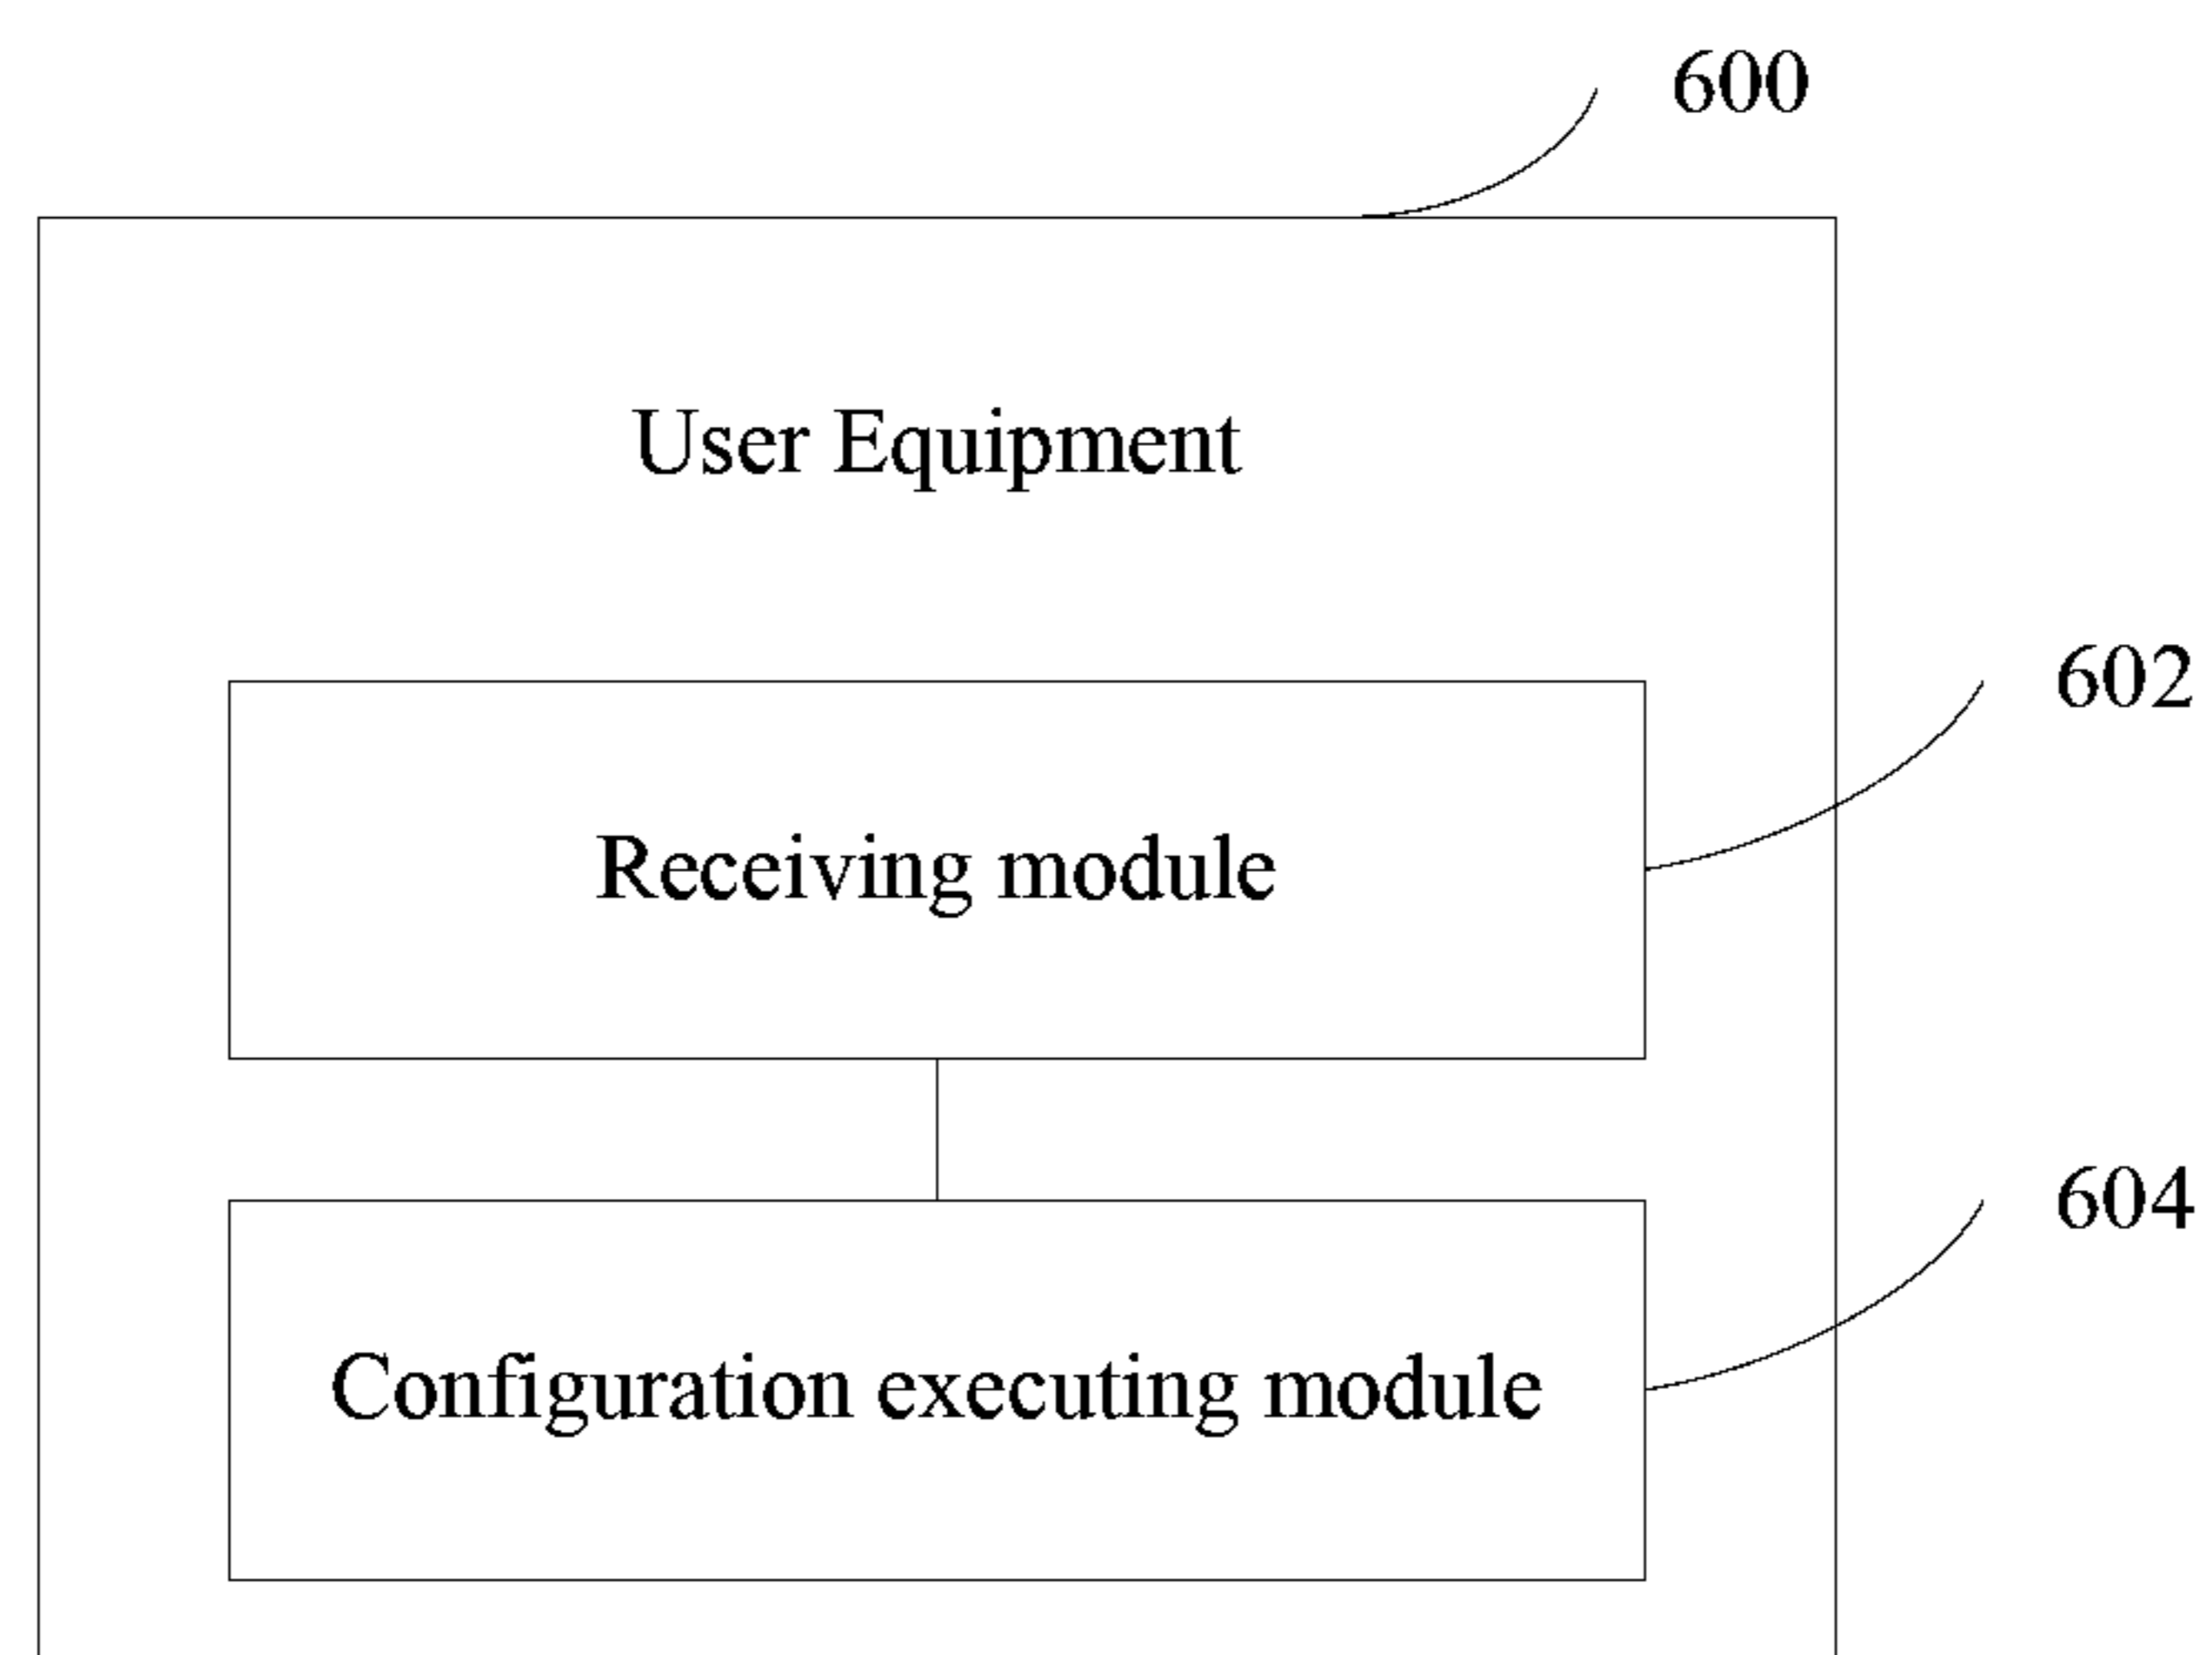 600
User Equipment
602
Receiving module
604
Configuration executing module